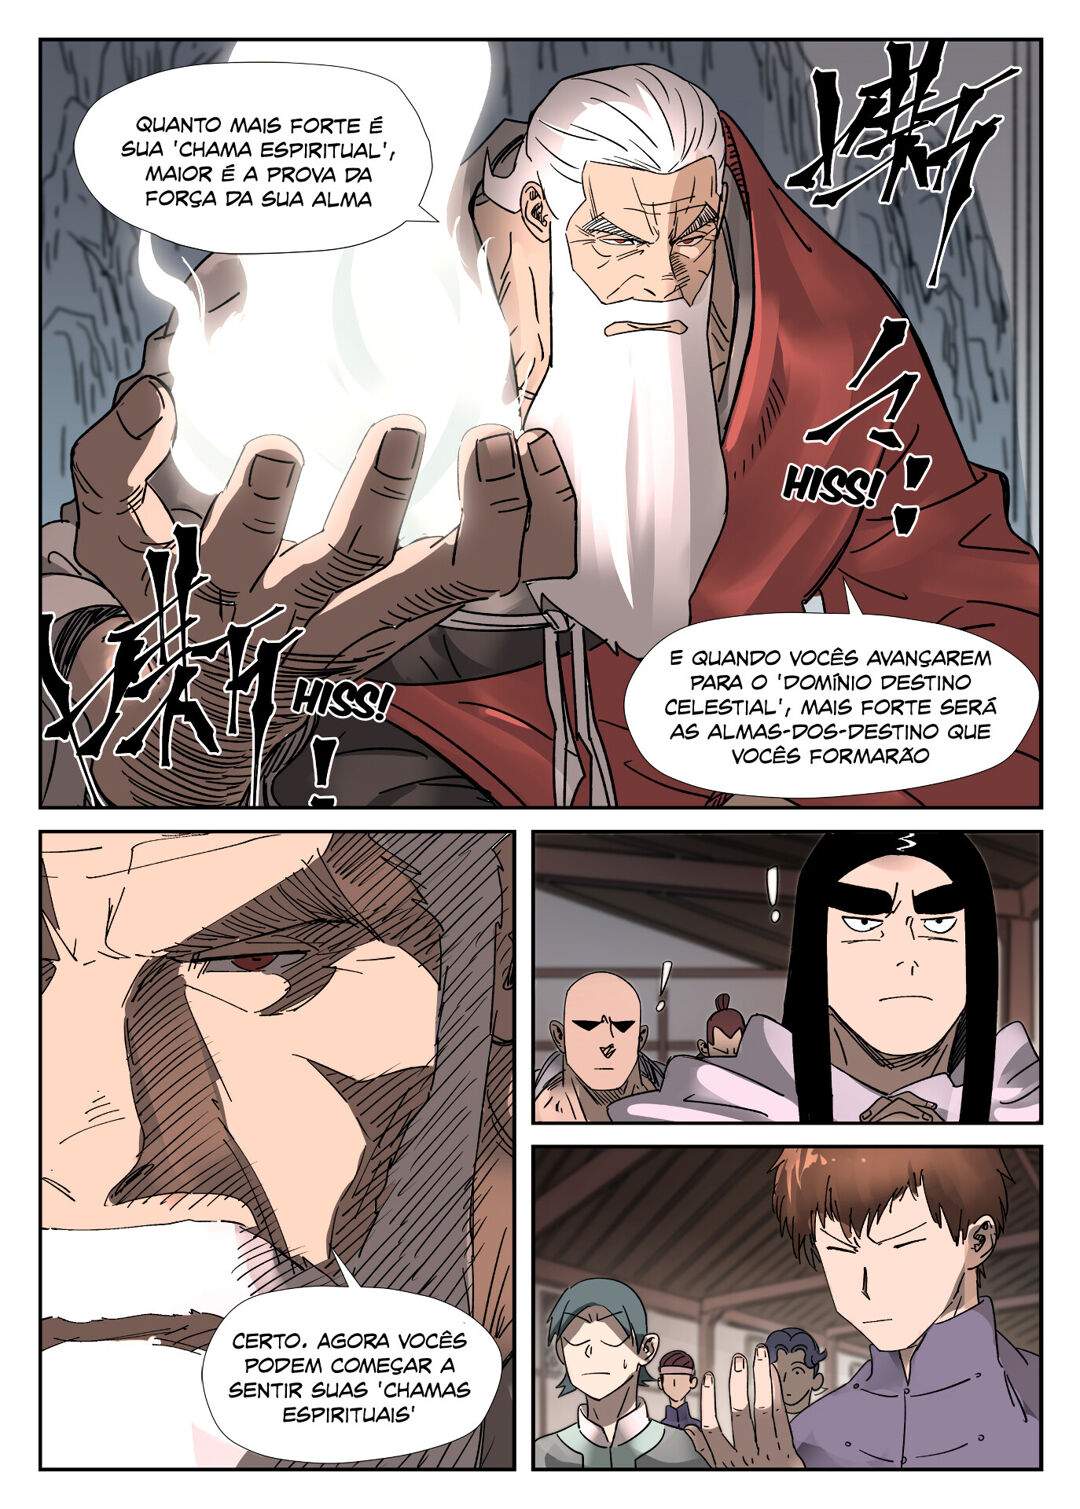 QUANTO MAIS FORTE É
SUA 'CHAMA ESPIRITUAL',
MAIOR É A PROVA DA
FORÇA DA SUA ALMA
HISS!
HISS!
E QUANDO VOCÊS AVANÇAREM
PARA O 'DOMÍNIO DESTINO
CELESTIAL', MAIS FORTE SERÁ
AS ALMAS-DOS-DESTINO QUE
VOCÊS FORMARÃO
!
!
CERTO. AGORA VOCÊS
PODEM COMEÇAR A
SENTIR SUAS 'CHAMAS
ESPIRITUAIS'